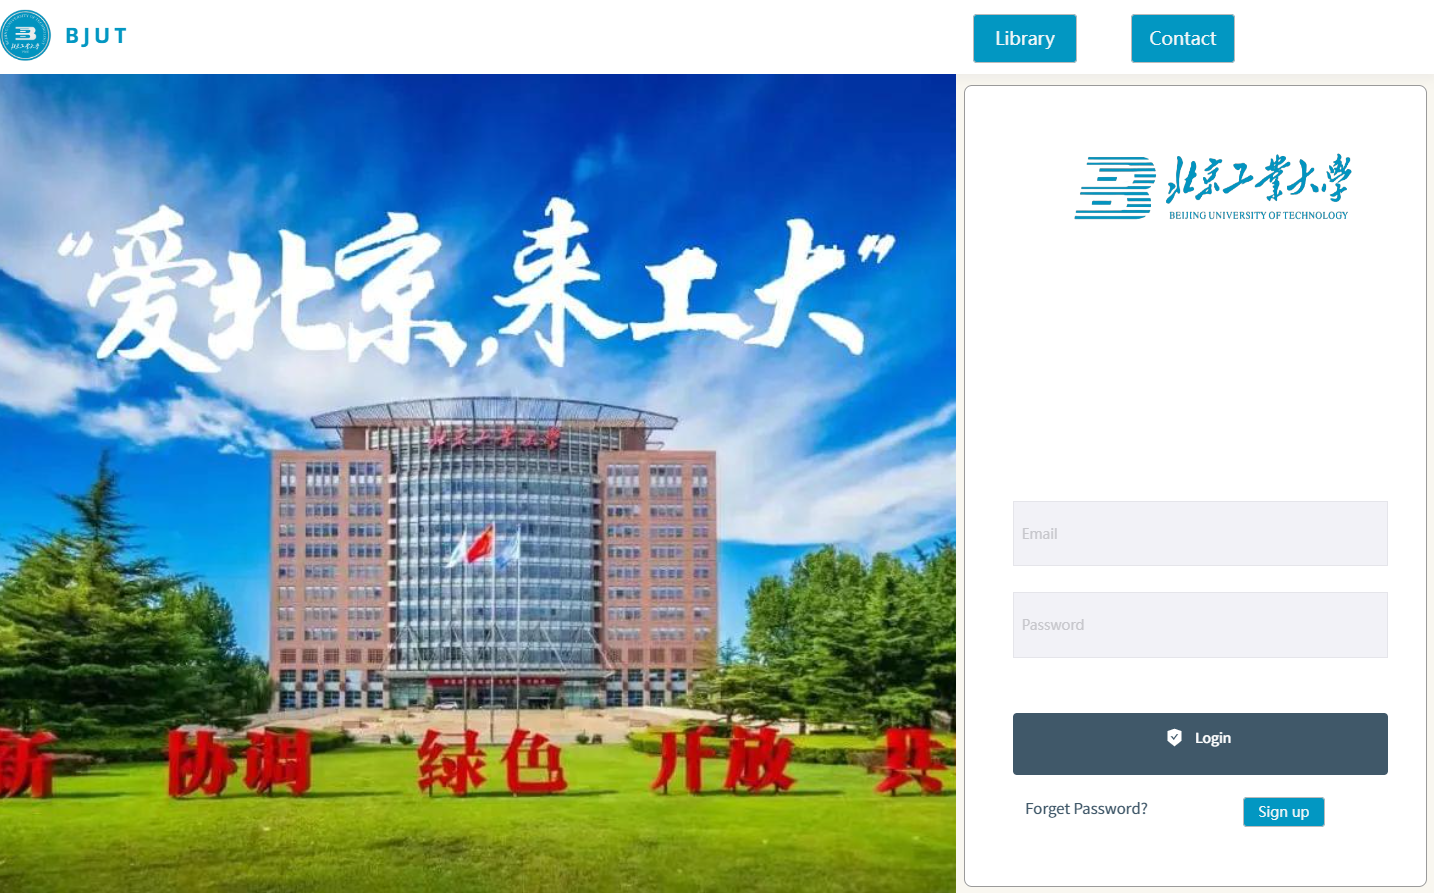 BJUT
Library
Contact
“爱北京,来工大”
北京工业大学
新 协调 绿色 开放 共
北京工业大学
BEIJING UNIVERSITY OF TECHNOLOGY
Email
Password
Login
Forget Password?
Sign up